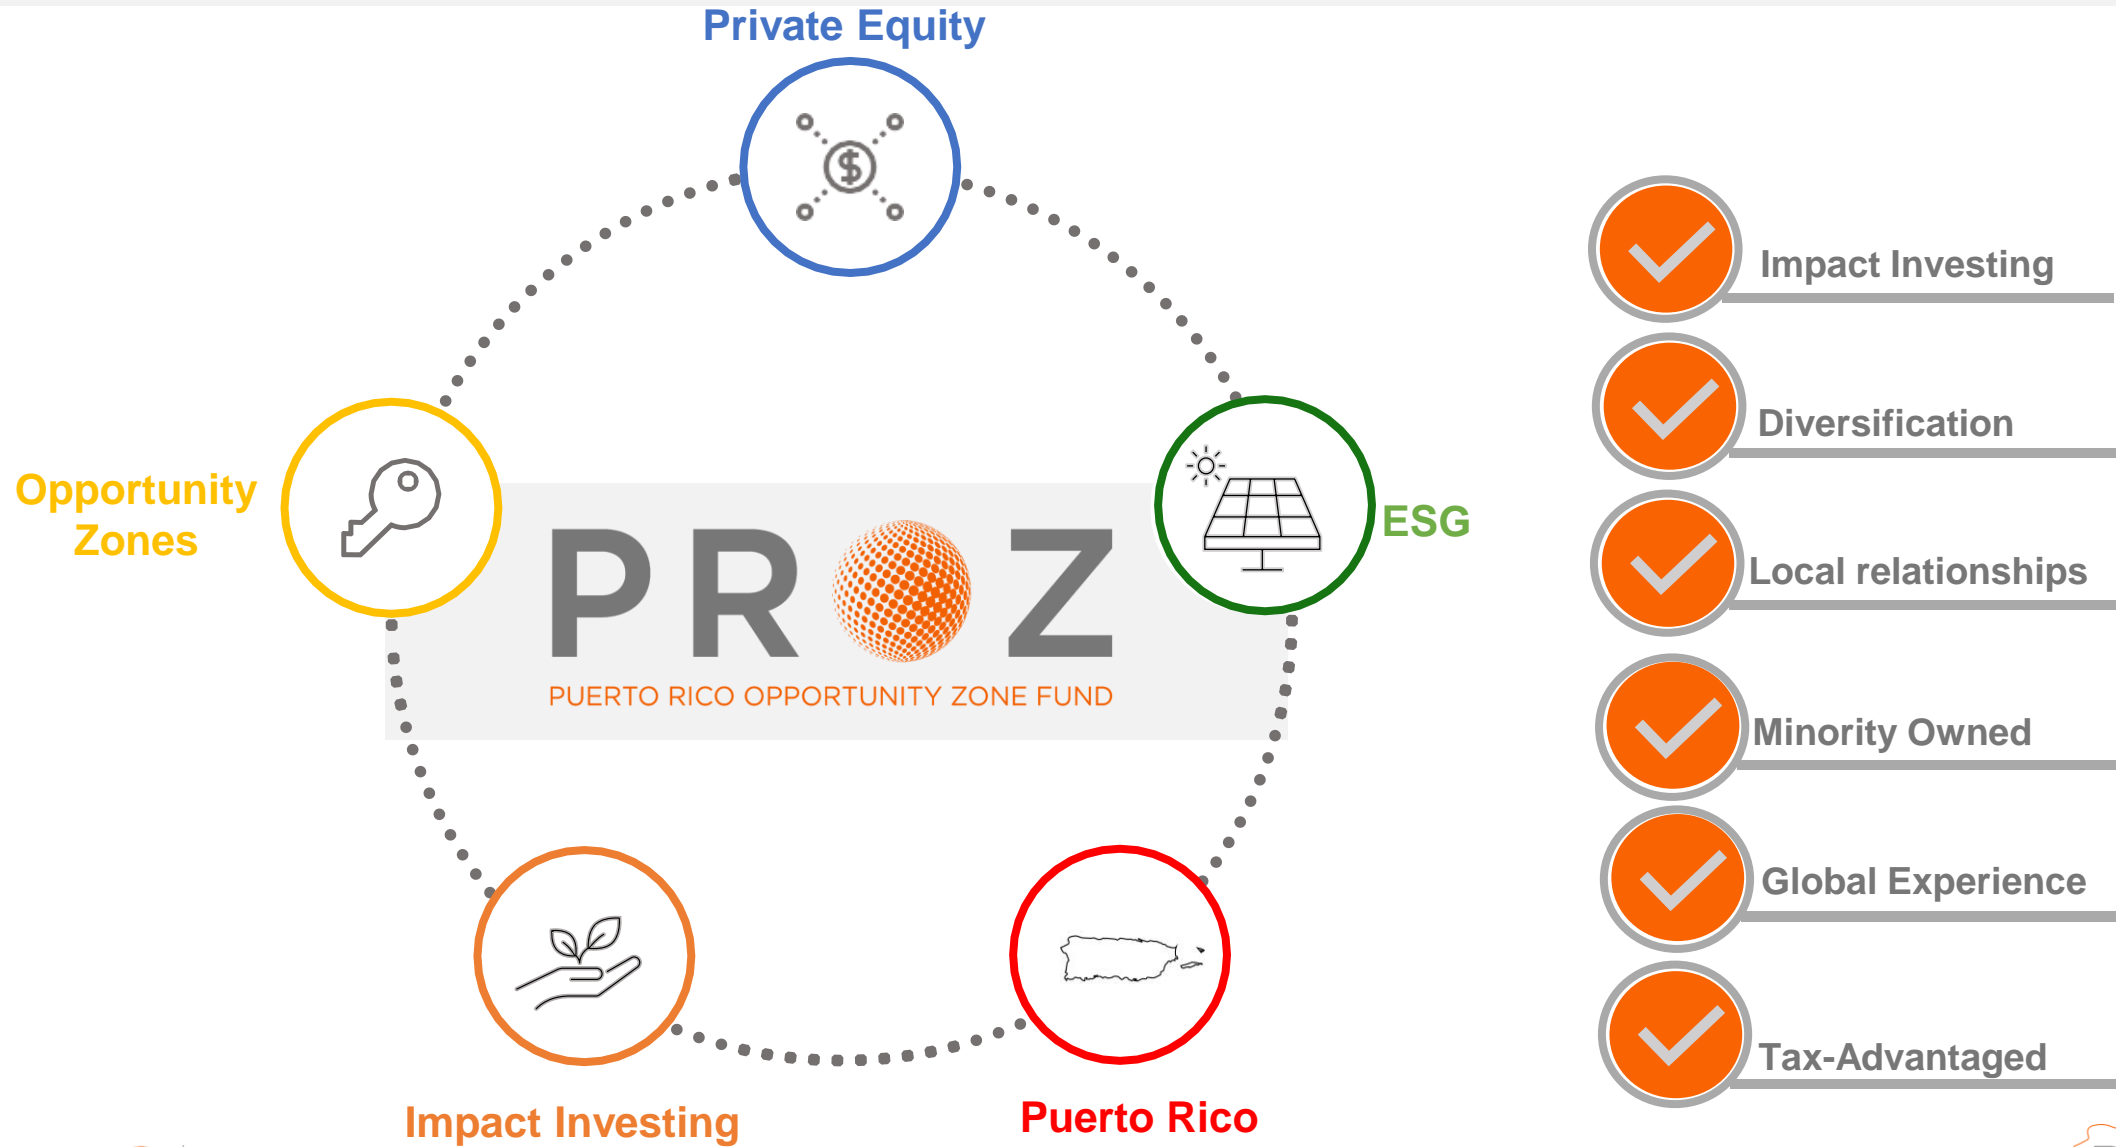 Private Equity
Opportunity
Zones
ESG
PROZ
PUERTO RICO OPPORTUNITY ZONE FUND
Impact Investing
Puerto Rico
Impact Investing
Diversification
Local relationships
Minority Owned
Global Experience
Tax-Advantaged